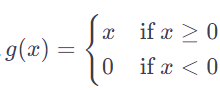 g(x) = { x if x ≥ 0
0 if x < 0